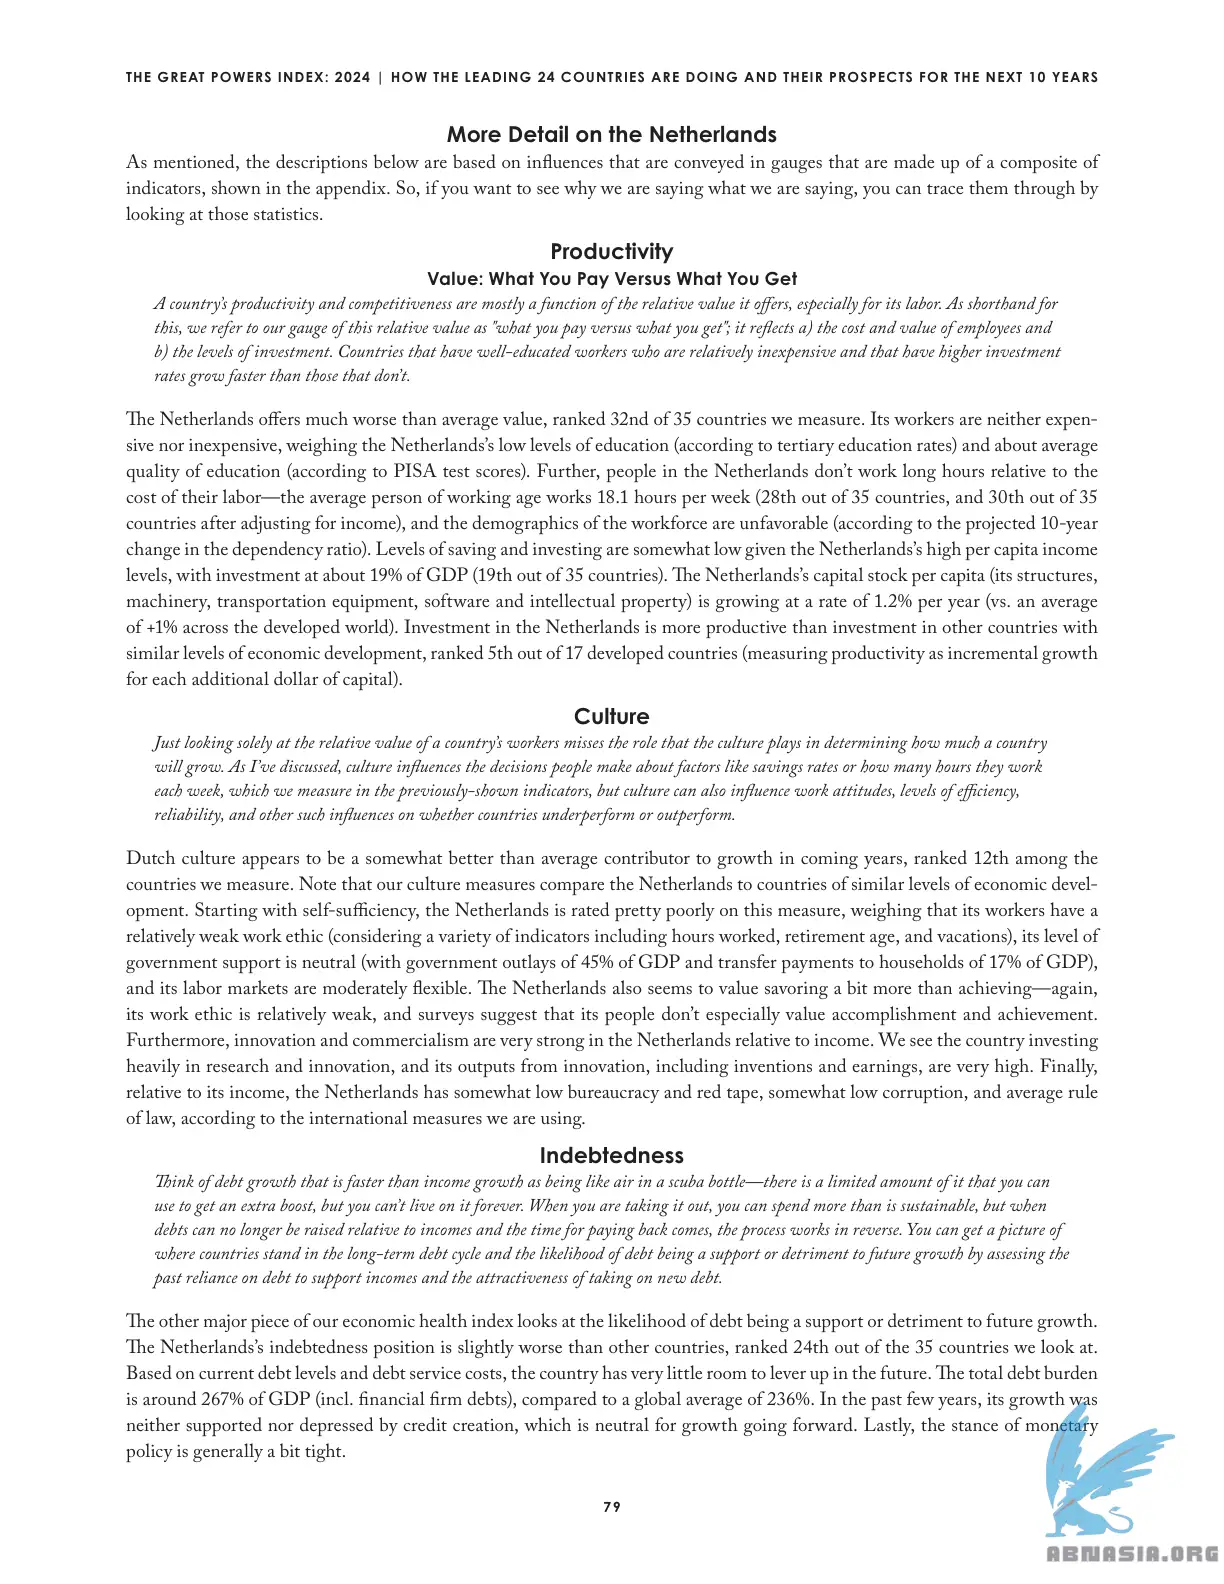 THE GREAT POWERS INDEX: 2024 | HOW THE LEADING 24 COUNTRIES ARE DOING AND THEIR PROSPECTS FOR THE NEXT 10 YEARS
More Detail on the Netherlands
As mentioned, the descriptions below are based on influences that are conveyed in gauges that are made up of a composite of
indicators, shown in the appendix. So, if you want to see why we are saying what we are saying, you can trace them through by
looking at those statistics.
Productivity
Value: What You Pay Versus What You Get
A country's productivity and competitiveness are mostly a function of the relative value it offers, especially for its labor. As shorthand for
this, we refer to our gauge of this relative value as "what you pay versus what you get"; it reflects a) the cost and value of employees and
b) the levels of investment. Countries that have well-educated workers who are relatively inexpensive and that have higher investment
rates grow faster than those that don't.
The Netherlands offers much worse than average value, ranked 32nd of 35 countries we measure. Its workers are neither expen-
sive nor inexpensive, weighing the Netherlands's low levels of education (according to tertiary education rates) and about average
quality of education (according to PISA test scores). Further, people in the Netherlands don't work long hours relative to the
cost of their labor—the average person of working age works 18.1 hours per week (28th out of 35 countries, and 30th out of 35
countries after adjusting for income), and the demographics of the workforce are unfavorable (according to the projected 10-year
change in the dependency ratio). Levels of saving and investing are somewhat low given the Netherlands's high per capita income
levels, with investment at about 19% of GDP (19th out of 35 countries). The Netherlands's capital stock per capita (its structures,
machinery, transportation equipment, software and intellectual property) is growing at a rate of 1.2% per year (vs. an average
of +1% across the developed world). Investment in the Netherlands is more productive than investment in other countries with
similar levels of economic development, ranked 5th out of 17 developed countries (measuring productivity as incremental growth
for each additional dollar of capital).
Culture
Just looking solely at the relative value of a country's workers misses the role that the culture plays in determining how much a country
will grow. As I've discussed, culture influences the decisions people make about factors like savings rates or how many hours they work
each week, which we measure in the previously-shown indicators, but culture can also influence work attitudes, levels of efficiency,
reliability, and other such influences on whether countries underperform or outperform.
Dutch culture appears to be a somewhat better than average contributor to growth in coming years, ranked 12th among the
countries we measure. Note that our culture measures compare the Netherlands to countries of similar levels of economic devel-
opment. Starting with self-sufficiency, the Netherlands is rated pretty poorly on this measure, weighing that its workers have a
relatively weak work ethic (considering a variety of indicators including hours worked, retirement age, and vacations), its level of
government support is neutral (with government outlays of 45% of GDP and transfer payments to households of 17% of GDP),
and its labor markets are moderately flexible. The Netherlands also seems to value savoring a bit more than achieving—again,
its work ethic is relatively weak, and surveys suggest that its people don't especially value accomplishment and achievement.
Furthermore, innovation and commercialism are very strong in the Netherlands relative to income. We see the country investing
heavily in research and innovation, and its outputs from innovation, including inventions and earnings, are very high. Finally,
relative to its income, the Netherlands has somewhat low bureaucracy and red tape, somewhat low corruption, and average rule
of law, according to the international measures we are using.
Indebtedness
Think of debt growth that is faster than income growth as being like air in a scuba bottle—there is a limited amount of it that you can
use to get an extra boost, but you can't live on it forever. When you are taking it out, you can spend more than is sustainable, but when
debts can no longer be raised relative to incomes and the time for paying back comes, the process works in reverse. You can get a picture of
where countries stand in the long-term debt cycle and the likelihood of debt being a support or detriment to future growth by assessing the
past reliance on debt to support incomes and the attractiveness of taking on new debt.
The other major piece of our economic health index looks at the likelihood of debt being a support or detriment to future growth.
The Netherlands's indebtedness position is slightly worse than other countries, ranked 24th out of the 35 countries we look at.
Based on current debt levels and debt service costs, the country has very little room to lever up in the future. The total debt burden
is around 267% of GDP (incl. financial firm debts), compared to a global average of 236%. In the past few years, its growth was
neither supported nor depressed by credit creation, which is neutral for growth going forward. Lastly, the stance of monetary
policy is generally a bit tight.
79
ABNASIA.ORG